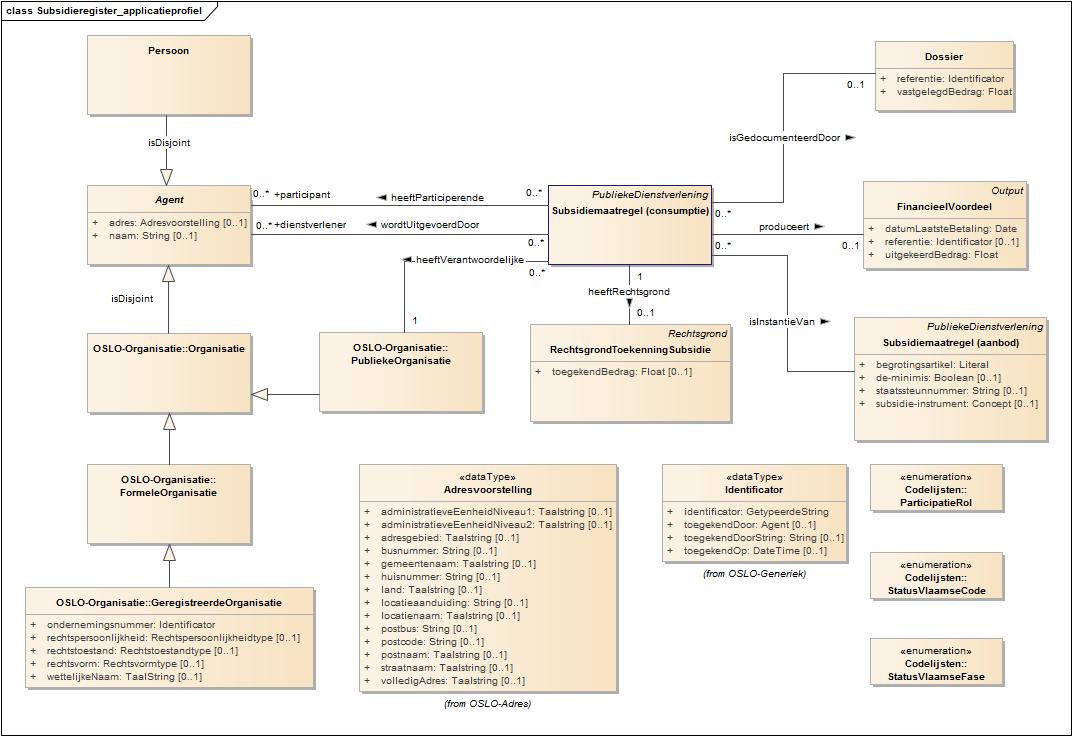 class Subsidieregister_applicatieprofiel
Persoon
isDisjoint
Agent
+ adres: Adresvoorstelling [0..1]
+ naam: String [0..1]
isDisjoint
OSLO-Organisatie::Organisatie
OSLO-Organisatie::
PubliekeOrganisatie
OSLO-Organisatie::
FormeleOrganisatie
OSLO-Organisatie::GeregistreerdeOrganisatie
+ ondernemingsnummer: Identificator
+ rechtspersoonlijkheid: Rechtspersoonlijkheidtype [0..1]
+ rechtstoestand: Rechtstoestandtype [0..1]
+ rechtsvorm: Rechtsvormtype [0..1]
+ wettelijkeNaam: TaalString [0..1]
0..* +participant
heeftParticiperende
0..*
0..* +dienstverlener
wordtUitgevoerdDoor
0..*
heeftVerantwoordelijke
0..*
1
PubliekeDienstverlening
Subsidiemaatregel (consumptie)
1
heeftRechtsgrond
0..1
Rechtsgrond
RechtsgrondToekenningSubsidie
+ toegekendBedrag: Float [0..1]
Dossier
+ referentie: Identificator
+ vastgelegdBedrag: Float
0..1
isGedocumenteerdDoor
0..*
Output
FinancieelVoordeel
+ datumLaatsteBetaling: Date
+ referentie: Identificator [0..1]
+ uitgekeerdBedrag: Float
produceert
0..*
0..1
isInstantieVan
PubliekeDienstverlening
Subsidiemaatregel (aanbod)
+ begrotingsartikel: Literal
+ de-minimis: Boolean [0..1]
+ staatssteunnummer: String [0..1]
+ subsidie-instrument: Concept [0..1]
«dataType»
Adresvoorstelling
+ administratieveEenheidNiveau1: Taalstring [0..1]
+ administratieveEenheidNiveau2: Taalstring [0..1]
+ adresgebied: Taalstring [0..1]
+ busnummer: String [0..1]
+ gemeentenaam: Taalstring [0..1]
+ huisnummer: String [0..1]
+ land: Taalstring [0..1]
+ locatieaanduiding: String [0..1]
+ locatienaam: Taalstring [0..1]
+ postbus: String [0..1]
+ postcode: String [0..1]
+ postnaam: Taalstring [0..1]
+ straatnaam: Taalstring [0..1]
+ volledigAdres: Taalstring [0..1]
(from OSLO-Adres)
«dataType»
Identificator
+ identificator: GetypeerdeString
+ toegekendDoor: Agent [0..1]
+ toegekendDoorString: String [0..1]
+ toegekendOp: DateTime [0..1]
(from OSLO-Generiek)
«enumeration»
Codelijsten::
ParticipatieRol
«enumeration»
Codelijsten::
StatusVlaamseCode
«enumeration»
Codelijsten::
StatusVlaamseFase